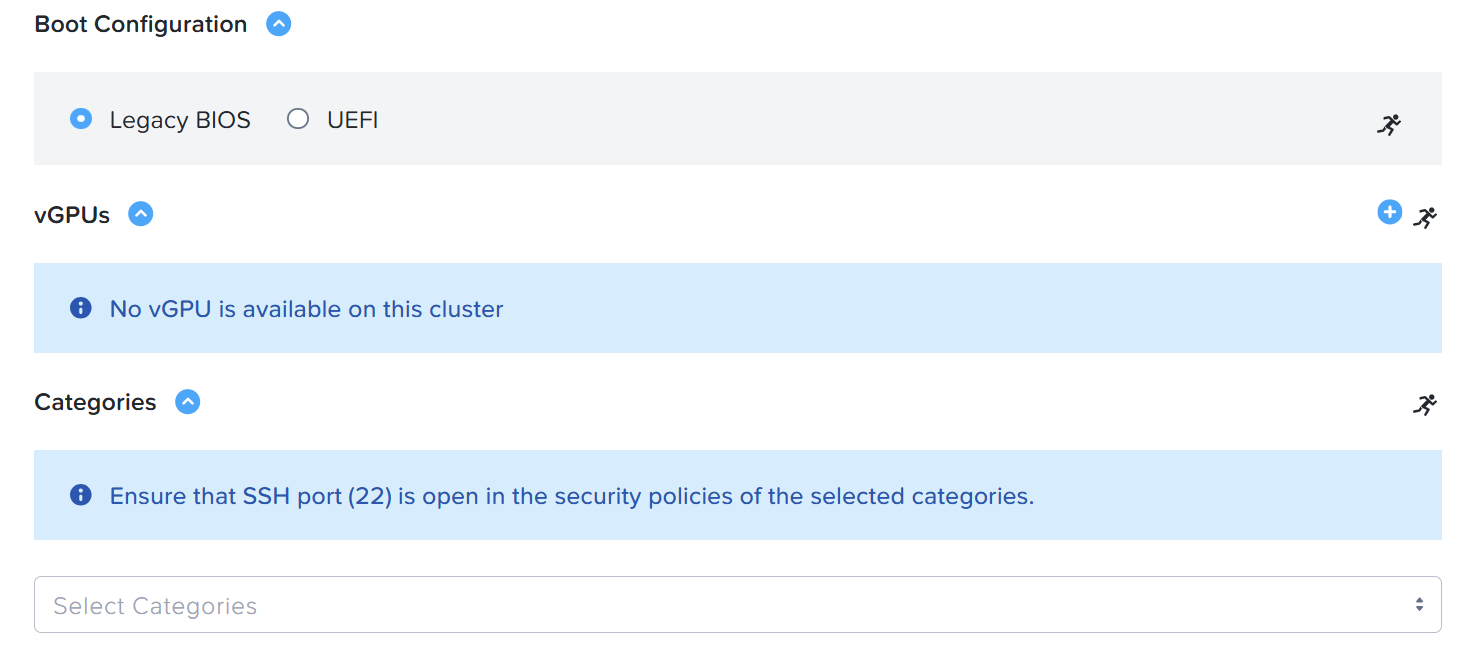 Boot Configuration
Legacy BIOS UEFI
vGPUs
No vGPU is available on this cluster
Categories
Ensure that SSH port (22) is open in the security policies of the selected categories.
Select Categories